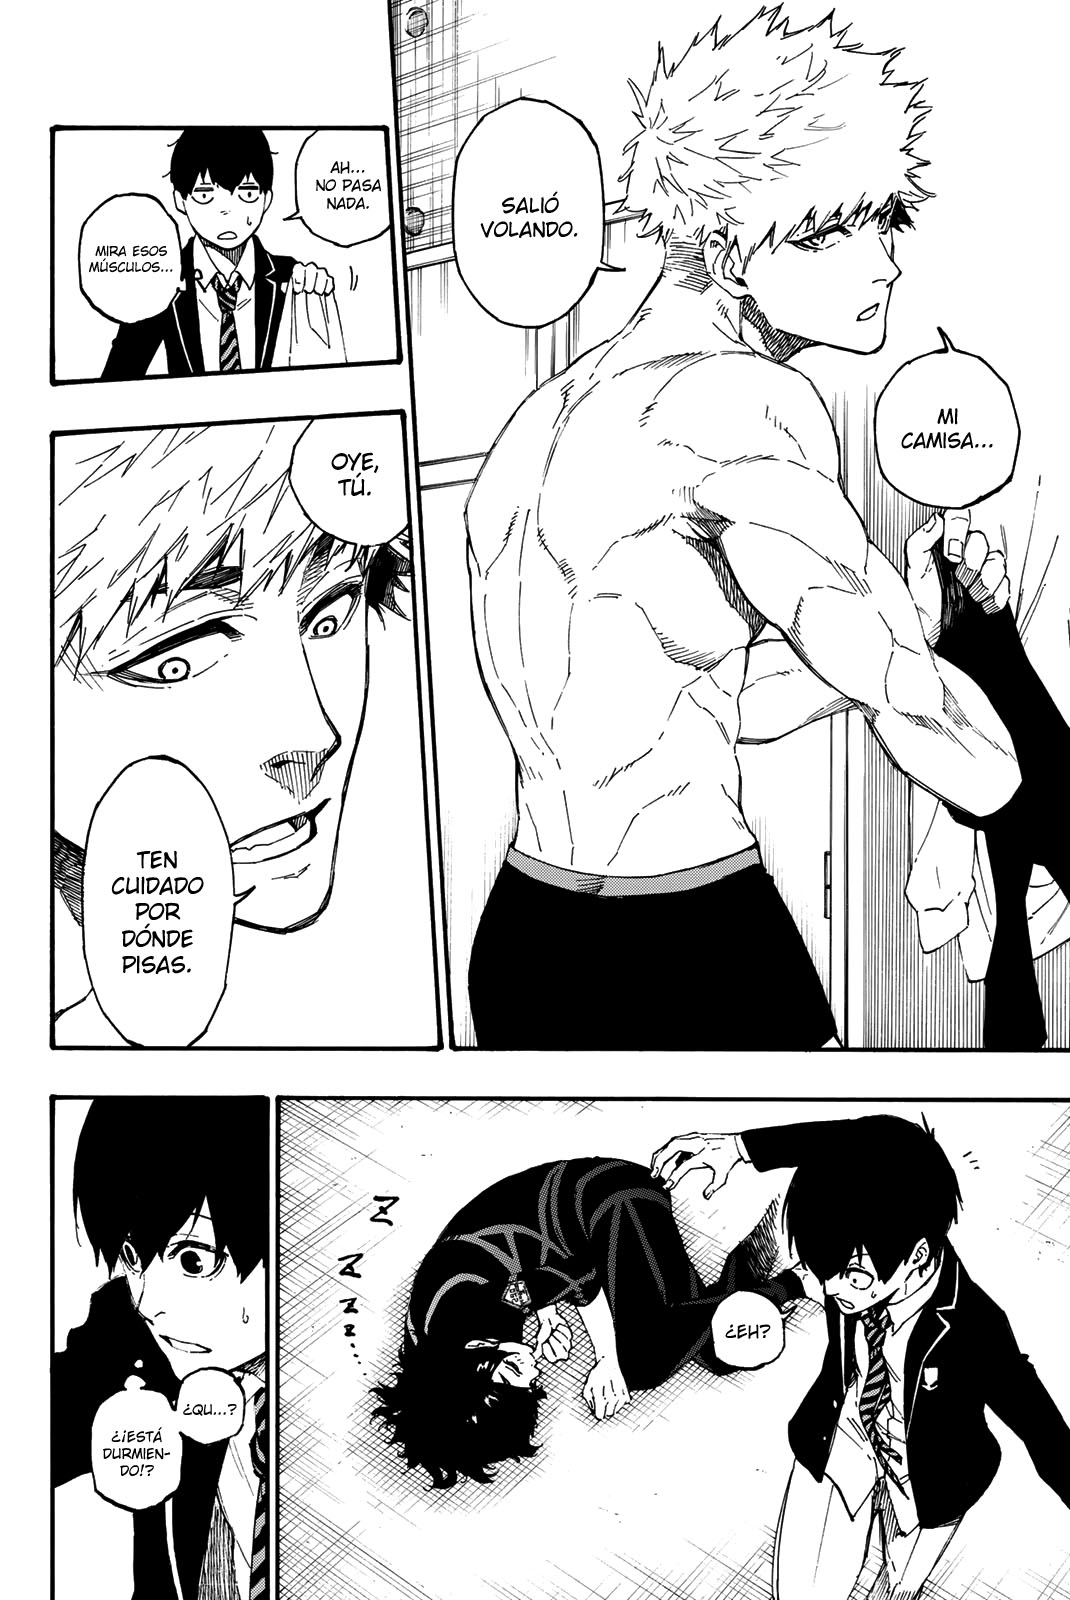 MI
CAMISA...
SALIÓ
VOLANDO.
AH...
NO PASA
NADA.
MIRA ESOS
MÚSCULOS...
OYE,
TÚ.
TEN
CUIDADO
POR
DÓNDE
PISAS.
¿EH?
Z
Z
Z
z
¿QU...?
¿¡ESTÁ
DURMIEN-
DO!?